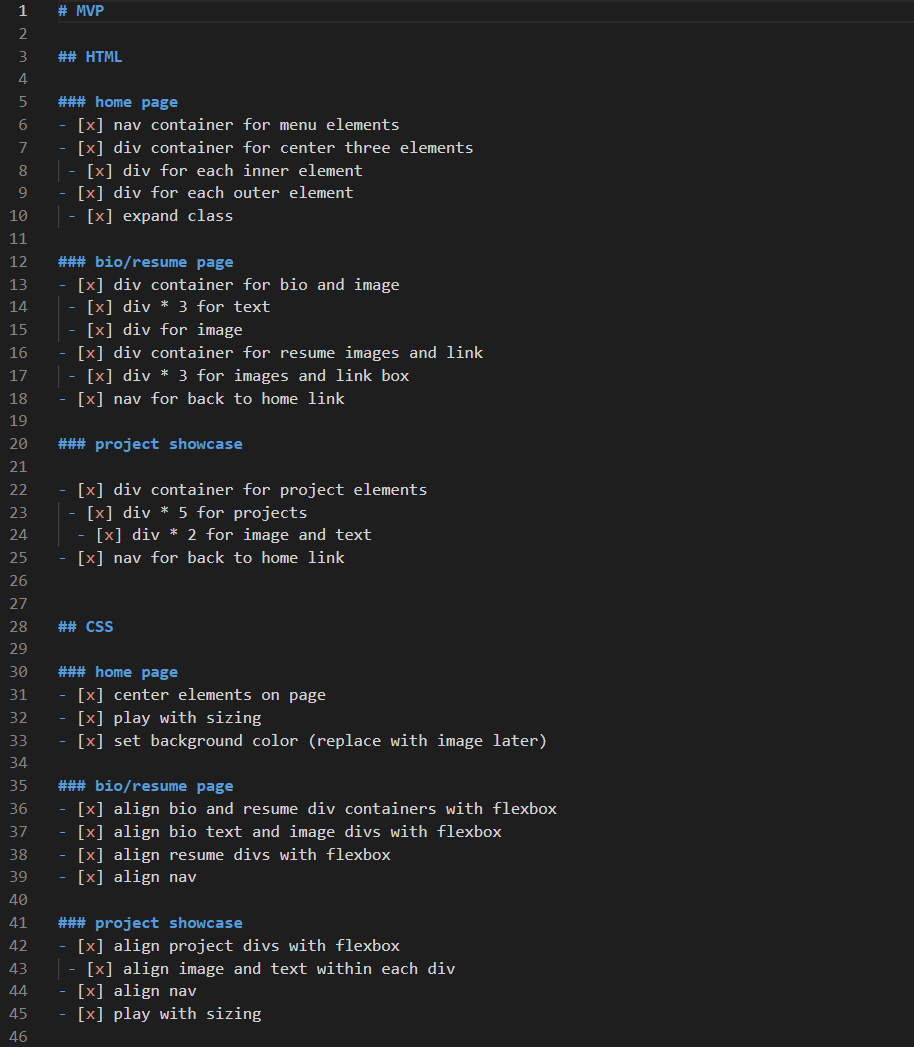 1 # MVP
2
3 ## HTML
4
5 ### home page
6 - [x] nav container for menu elements
7 - [x] div container for center three elements
8 - [x] div for each inner element
9 - [x] div for each outer element
10 - [x] expand class
11
12 ### bio/resume page
13 - [x] div container for bio and image
14 - [x] div * 3 for text
15 - [x] div for image
16 - [x] div container for resume images and link
17 - [x] div * 3 for images and link box
18 - [x] nav for back to home link
19
20 ### project showcase
21
22 - [x] div container for project elements
23 - [x] div * 5 for projects
24 - [x] div * 2 for image and text
25 - [x] nav for back to home link
26
27
28 ## CSS
29
30 ### home page
31 - [x] center elements on page
32 - [x] play with sizing
33 - [x] set background color (replace with image later)
34
35 ### bio/resume page
36 - [x] align bio and resume div containers with flexbox
37 - [x] align bio text and image divs with flexbox
38 - [x] align resume divs with flexbox
39 - [x] align nav
40
41 ### project showcase
42 - [x] align project divs with flexbox
43 - [x] align image and text within each div
44 - [x] align nav
45 - [x] play with sizing
46